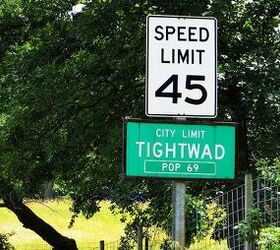 SPEED
LIMIT
45
CITY LIMIT
TIGHTWAD
POP 69